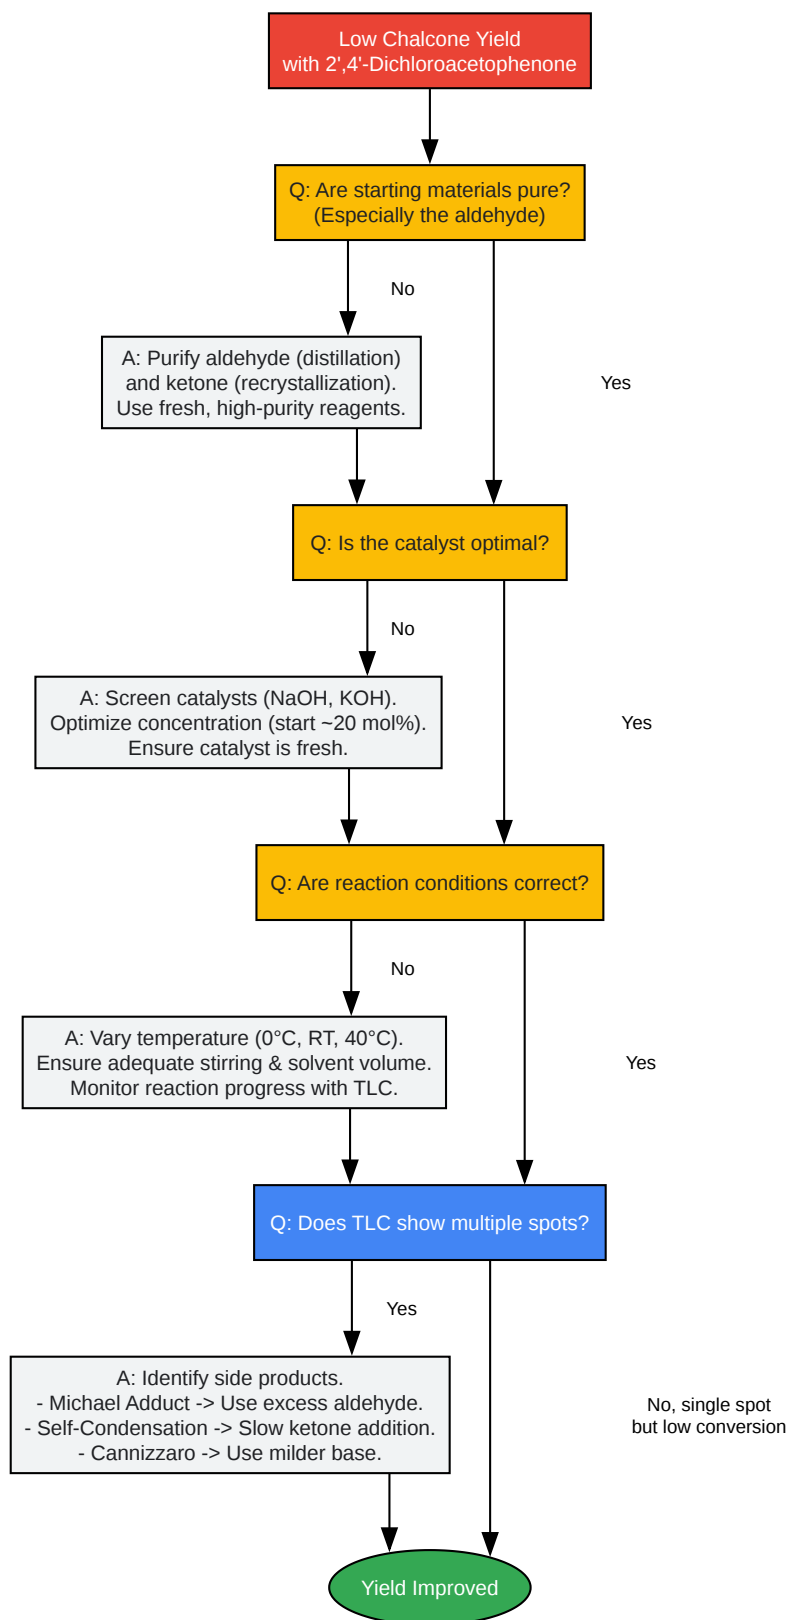 Low Chalcone Yield
with 2',4'-Dichloroacetophenone
Q: Are starting materials pure?
(Especially the aldehyde)
No
A: Purify aldehyde (distillation)
and ketone (recrystallization).
Use fresh, high-purity reagents.
Yes
Q: Is the catalyst optimal?
No
A: Screen catalysts (NaOH, KOH).
Optimize concentration (start ~20 mol%).
Ensure catalyst is fresh.
Yes
Q: Are reaction conditions correct?
No
A: Vary temperature (0°C, RT, 40°C).
Ensure adequate stirring & solvent volume.
Monitor reaction progress with TLC.
Yes
Q: Does TLC show multiple spots?
Yes
A: Identify side products.
- Michael Adduct -> Use excess aldehyde.
- Self-Condensation -> Slow ketone addition.
- Cannizzaro -> Use milder base.
No, single spot
but low conversion
Yield Improved